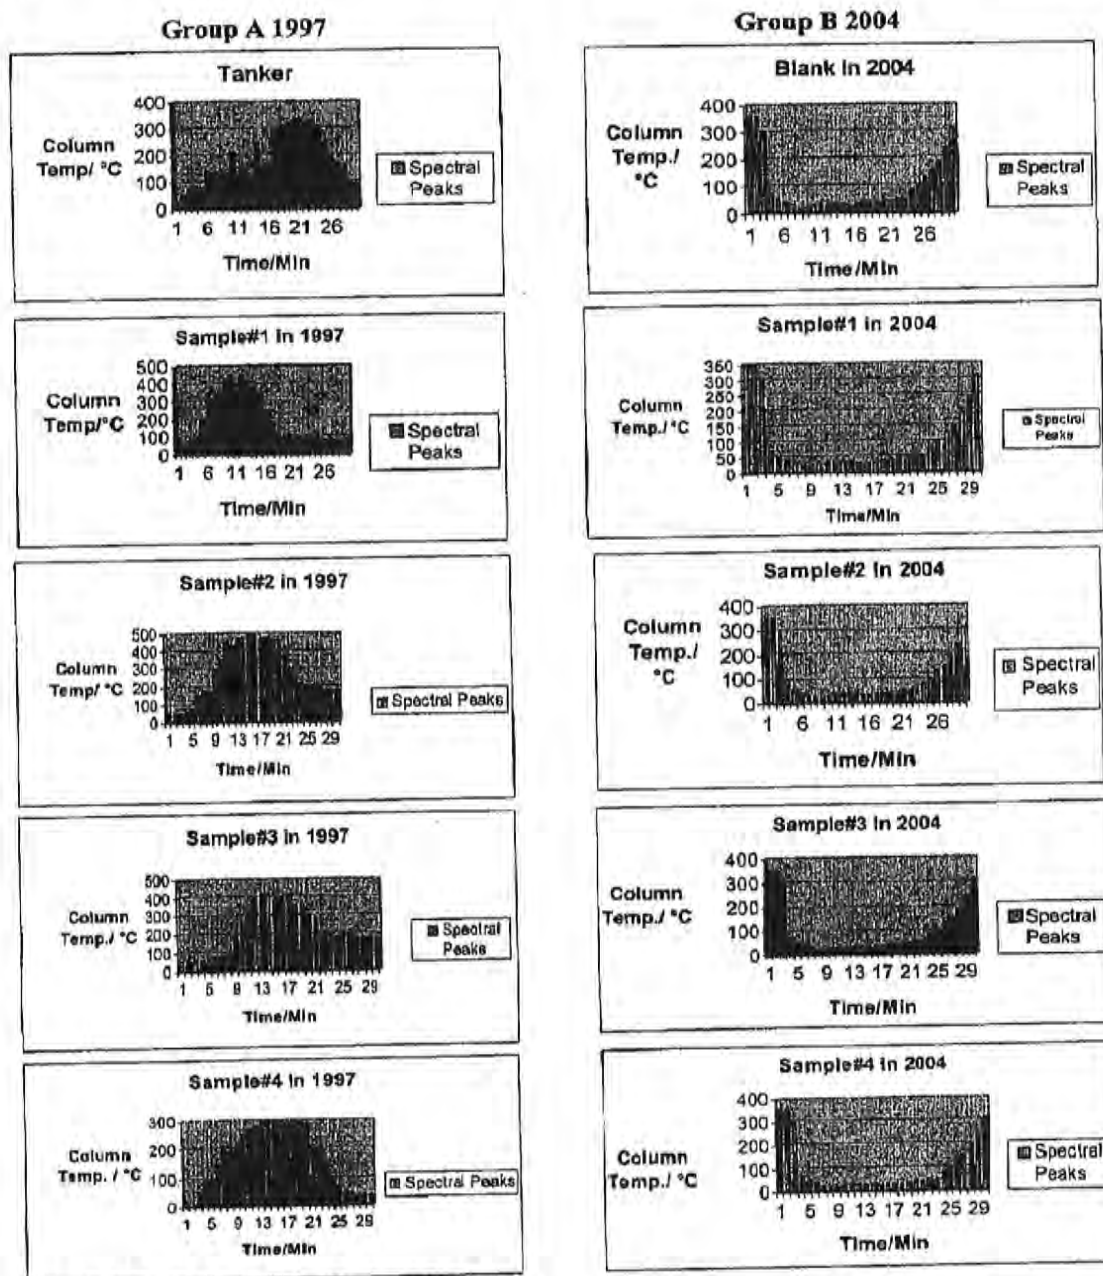 Group A 1997
Tanker
400
300
200
100
0
Column
Temp/ °C
1 6 11 16 21 26
Time/Min
Spectral
Peaks
Sample#1 in 1997
500
400
300
200
100
0
Column
Temp/°C
1 6 11 16 21 26
Time/Min
Spectral
Peaks
Sample#2 in 1997
500
400
300
200
100
0
Column
Temp/ °C
1 5 9 13 17 21 25 29
Time/Min
Spectral Peaks
Sample#3 in 1997
500
400
300
200
100
0
Column
Temp./ °C
1 5 9 13 17 21 25 29
Time/Min
Spectral
Peaks
Sample#4 in 1997
300
200
100
0
Column
Temp. / °C
1 5 9 13 17 21 25 29
Time/Min
Spectral Peaks
Group B 2004
Blank in 2004
400
300
200
100
0
Column
Temp./
°C
1 6 11 16 21 26
Time/Min
Spectral
Peaks
Sample#1 in 2004
350
300
250
200
150
100
50
0
Column
Temp./ °C
1 5 9 13 17 21 25 29
Time/Min
Spectral
Peaks
Sample#2 in 2004
400
300
200
100
0
Column
Temp./
°C
1 6 11 16 21 26
Time/Min
Spectral
Peaks
Sample#3 in 2004
400
300
200
100
0
Column
Temp./ °C
1 5 9 13 17 21 25 29
Time/Min
Spectral
Peaks
Sample#4 in 2004
400
300
200
100
0
Column
Temp./ °C
1 5 9 13 17 21 25 29
Time/Min
Spectral
Peaks